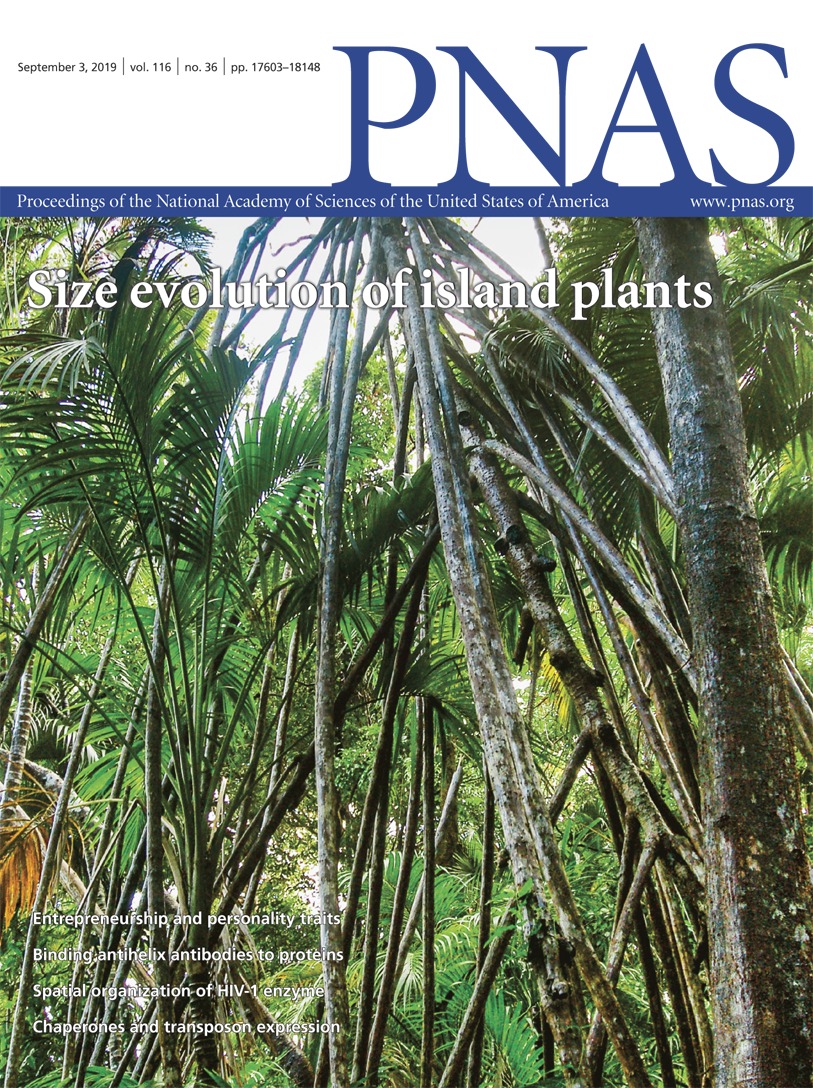 September 3, 2019 | vol. 116 | no. 36 | pp. 17603–18148
PNAS
Proceedings of the National Academy of Sciences of the United States of America www.pnas.org
Size evolution of island plants
Entrepreneurship and personality traits
Binding antihelix antibodies to proteins
Spatial organization of HIV-1 enzyme
Chaperones and transposon expression